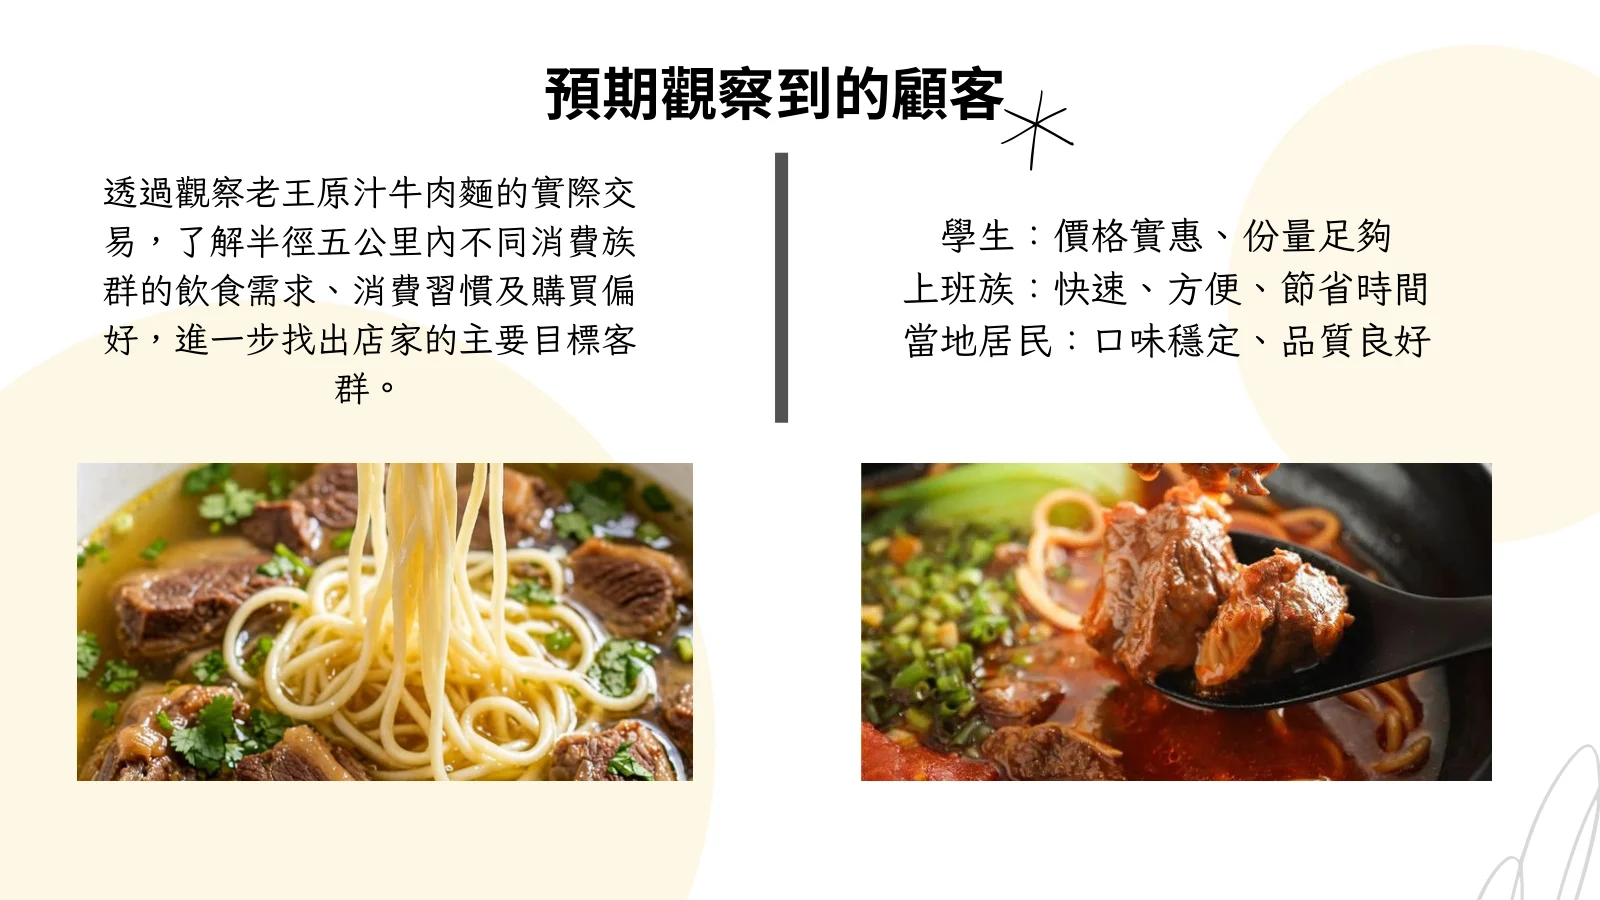 預期觀察到的顧客
透過觀察老王原汁牛肉麵的實際交
易，了解半徑五公里內不同消費族
群的飲食需求、消費習慣及購買偏
好，進一步找出店家的主要目標客
群。
學生：價格實惠、份量足夠
上班族：快速、方便、節省時間
當地居民：口味穩定、品質良好